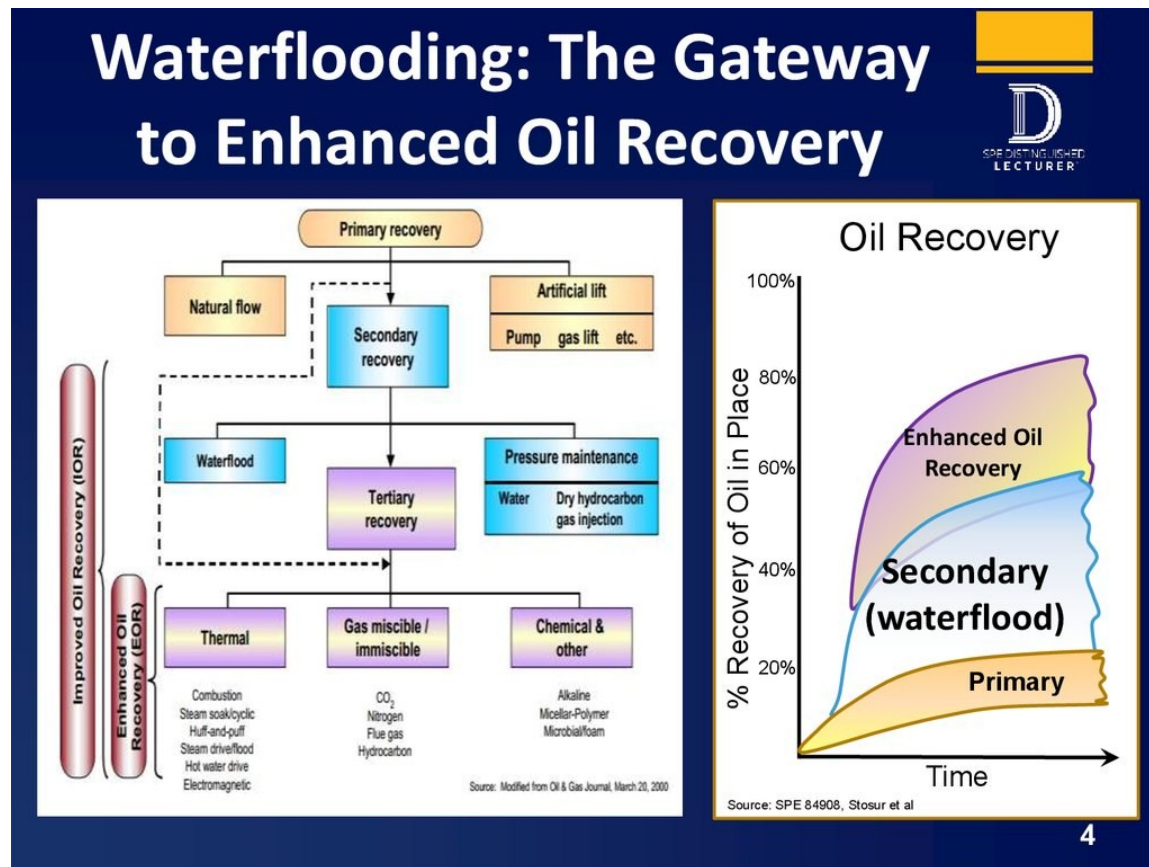 Waterflooding: The Gateway
to Enhanced Oil Recovery
D
SPE DISTINGUISHED
LECTURER™
Primary recovery
Natural flow
Artificial lift
Pump gas lift etc.
Secondary
recovery
Waterflood
Pressure maintenance
Water Dry hydrocarbon
gas injection
Tertiary
recovery
Improved Oil Recovery (IOR)
Enhanced Oil
Recovery (EOR)
Thermal
Gas miscible /
immiscible
Chemical &
other
Combustion
Steam soak/cyclic
Huff-and-puff
Steam drive/flood
Hot water drive
Electromagnetic
CO2
Nitrogen
Flue gas
Hydrocarbon
Alkaline
Micellar-Polymer
Microbial/foam
Source: Modified from Oil & Gas Journal, March 20, 2000
Oil Recovery
% Recovery of Oil in Place
100%
80%
60%
40%
20%
Enhanced Oil
Recovery
Secondary
(waterflood)
Primary
Time
Source: SPE 84908, Stosur et al
4